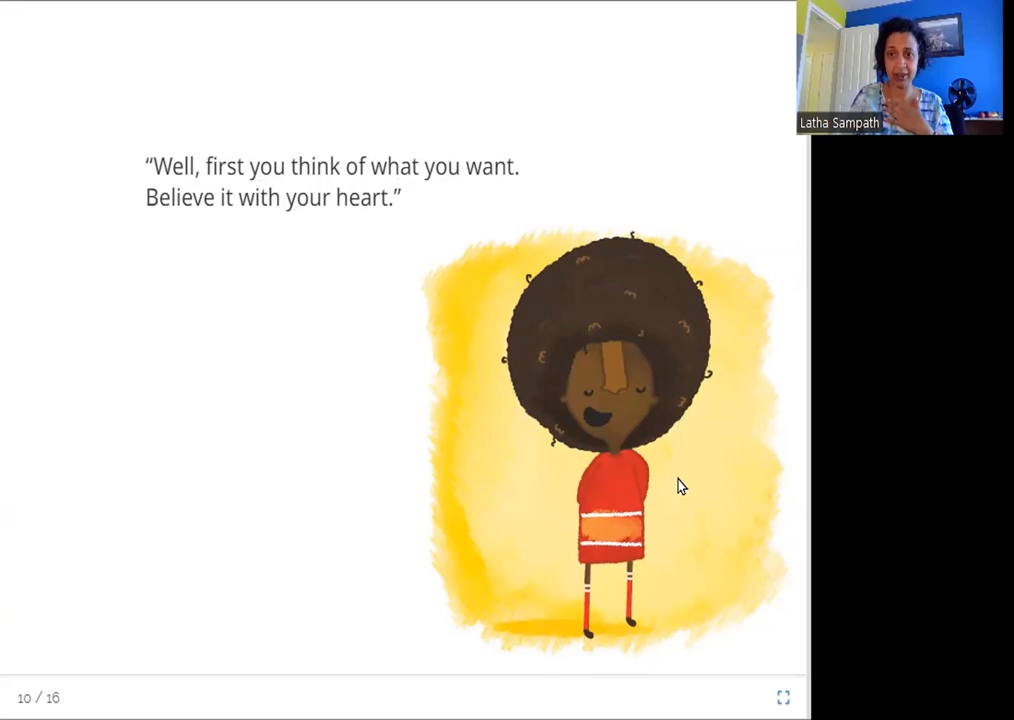 Latha Sampath
“Well, first you think of what you want.
Believe it with your heart.”
10 / 16